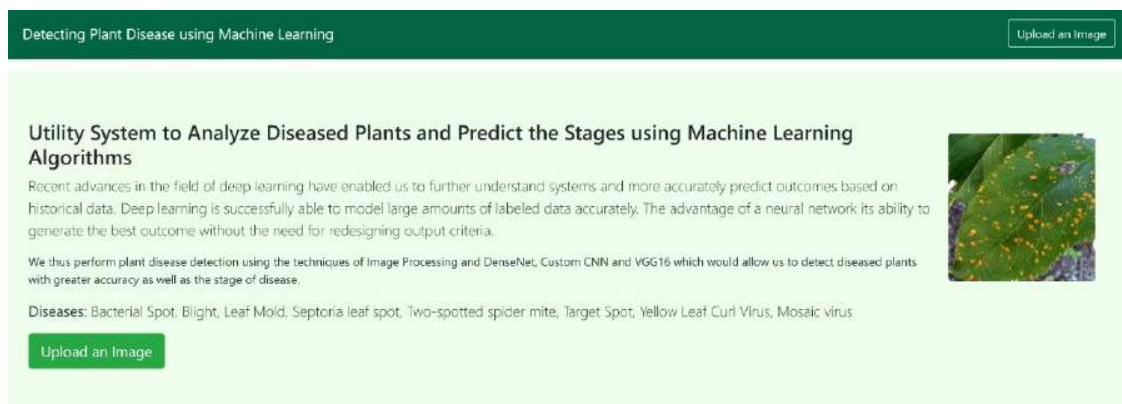 Detecting Plant Disease using Machine Learning
Upload an Image
Utility System to Analyze Diseased Plants and Predict the Stages using Machine Learning
Algorithms
Recent advances in the field of deep learning have enabled us to further understand systems and more accurately predict outcomes based on
historical data. Deep learning is successfully able to model large amounts of labeled data accurately. The advantage of a neural network its ability to
generate the best outcome without the need for redesigning output criteria.
We thus perform plant disease detection using the techniques of Image Processing and DenseNet, Custom CNN and VGG16 which would allow us to detect diseased plants
with greater accuracy as well as the stage of disease.
Diseases: Bacterial Spot, Blight, Leaf Mold, Septoria leaf spot, Two-spotted spider mite, Target Spot, Yellow Leaf Curl Virus, Mosaic virus
Upload an Image